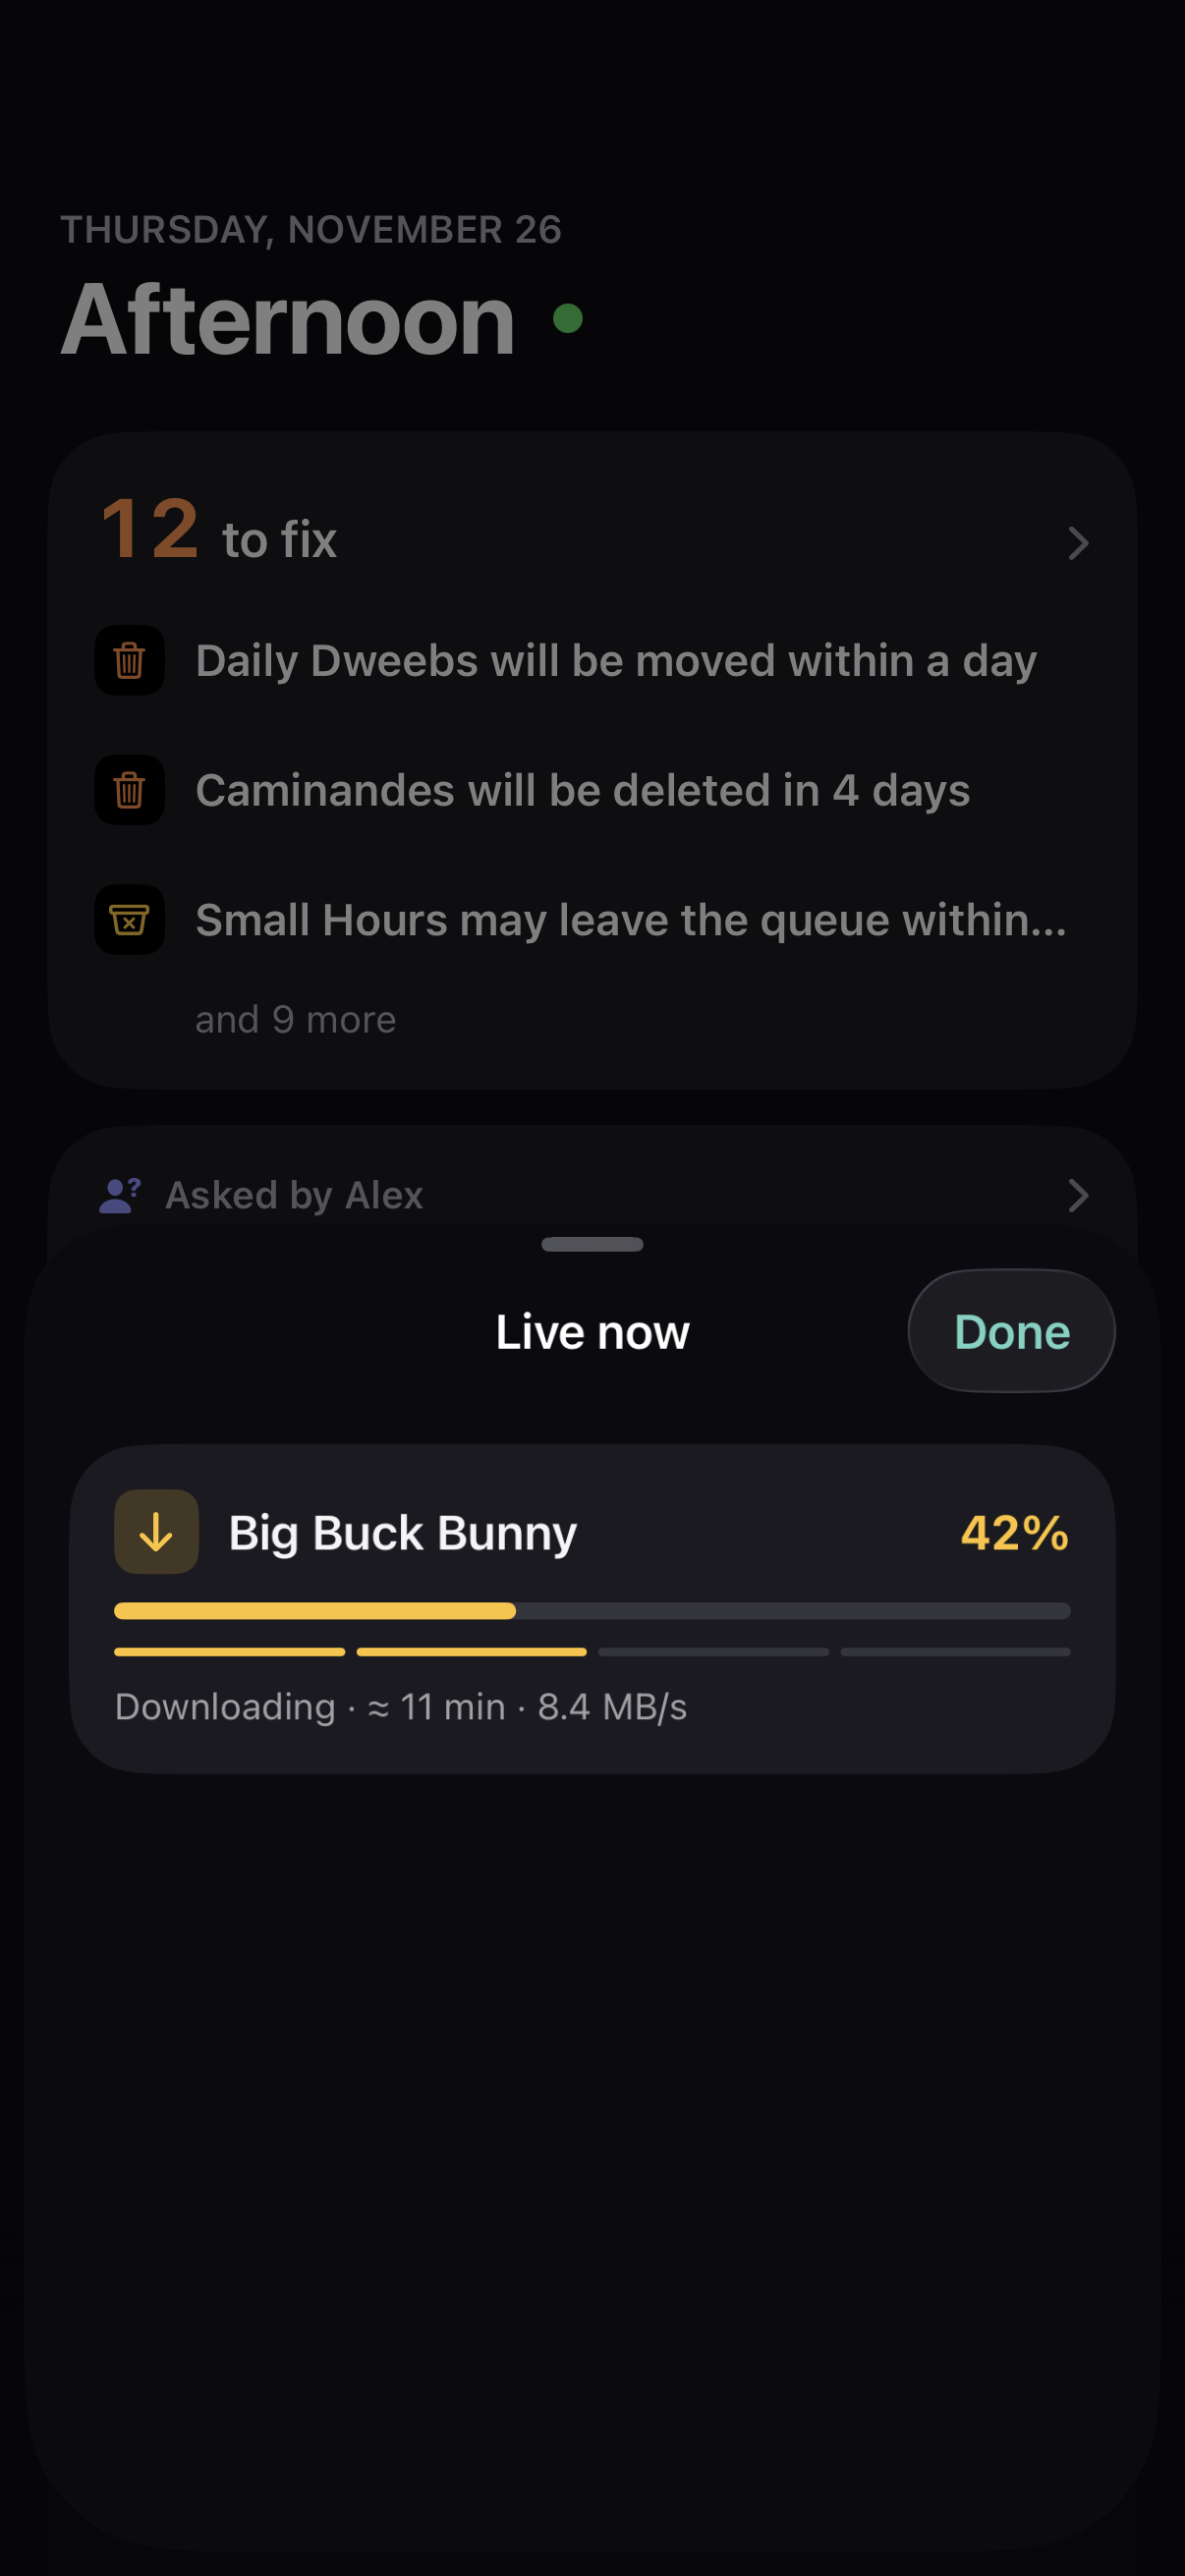 THURSDAY, NOVEMBER 26
Afternoon
12 to fix
Daily Dweebs will be moved within a day
Caminandes will be deleted in 4 days
Small Hours may leave the queue within...
and 9 more
Asked by Alex
Live now
Done
Big Buck Bunny
42%
Downloading · ≈ 11 min · 8.4 MB/s